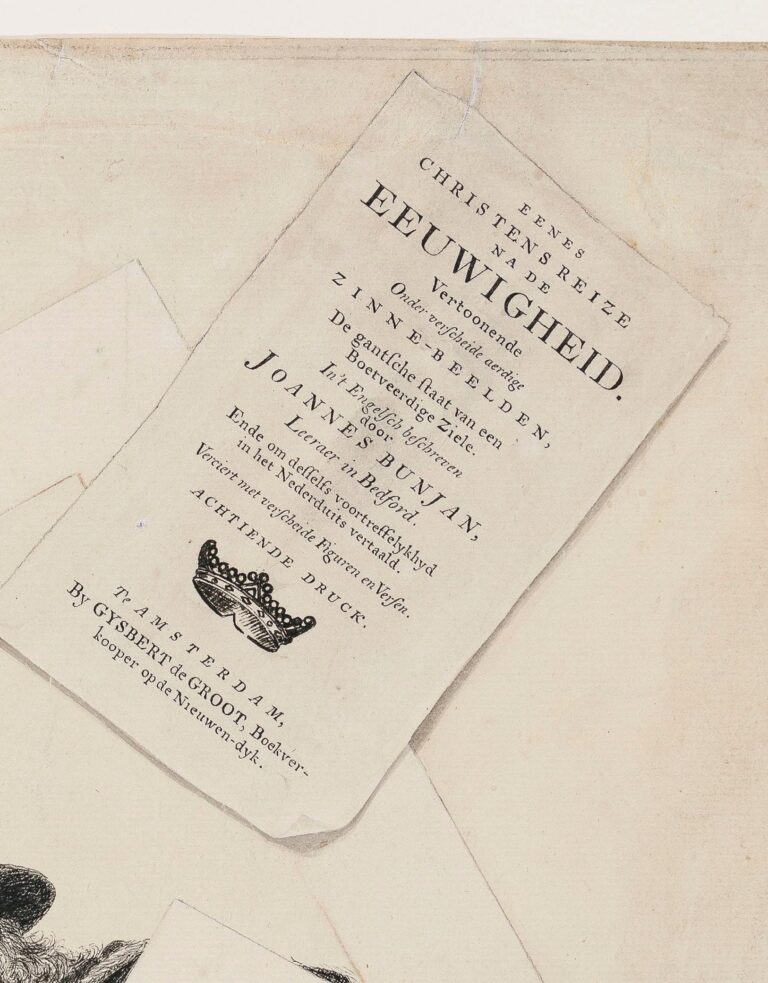 EENES
CHRISTENS REIZE
NA DE
EEUWIGHEID.
Vertoonende
Onder verſcheide aerdige
ZINNE-BEELDEN,
De gantſche ſtaat van een
Boetveerdige Ziele.
In't Engelſch beſchreven
door
JOANNES BUNJAN,
Leeraer in Bedford.
Ende om deſſelfs voortreffelykhyd
in het Nederduits vertaald.
Verciert met verſcheide Figuren en Verſen.
ACHTIENDE DRUCK.
Te AMSTERDAM,
By GYSBERT de GROOT, Boekver-
kooper op de Nieuwen-dyk.